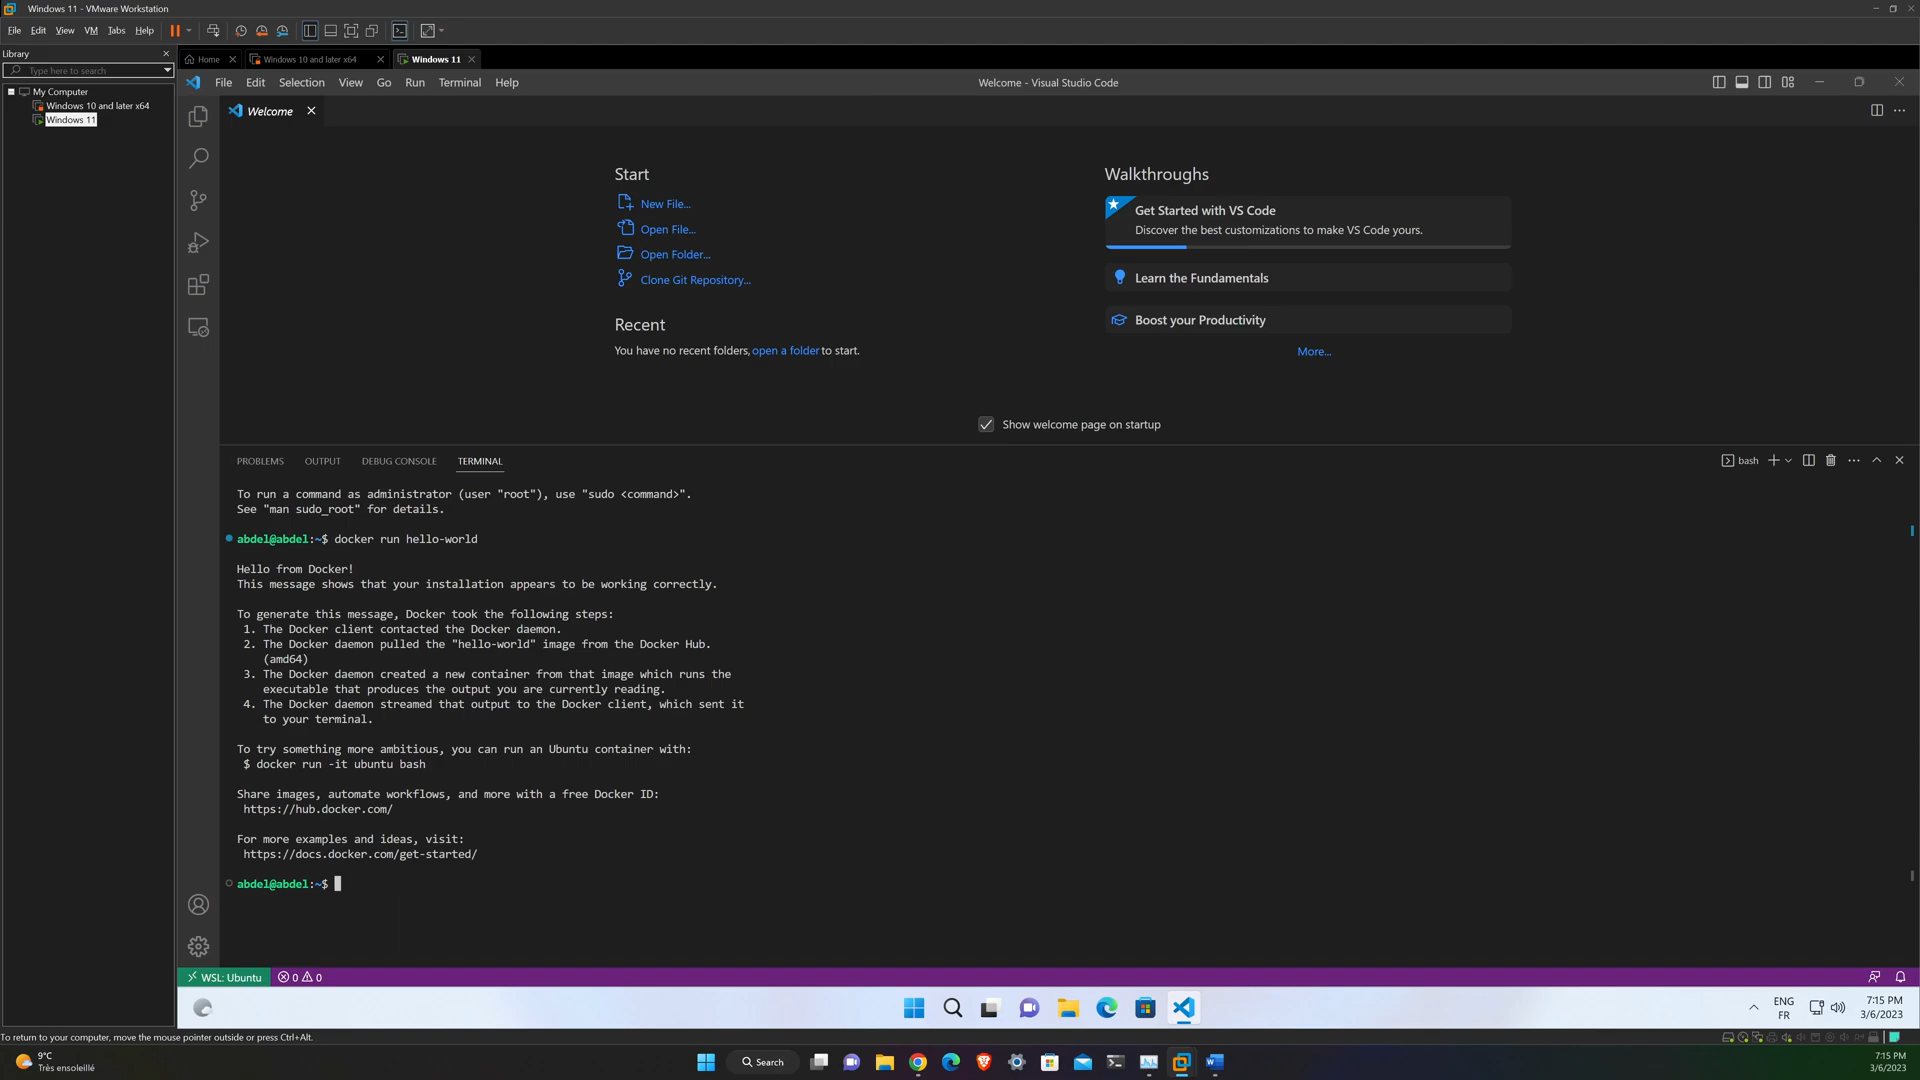 Windows 11 - VMware Workstation
File Edit View VM Tabs Help
Library
Type here to search
My Computer
Windows 10 and later x64
Windows 11
Home
Windows 10 and later x64
Windows 11
File Edit Selection View Go Run Terminal Help
Welcome - Visual Studio Code
Welcome
Start
New File...
Open File...
Open Folder...
Clone Git Repository...
Recent
You have no recent folders, open a folder to start.
Walkthroughs
Get Started with VS Code
Discover the best customizations to make VS Code yours.
Learn the Fundamentals
Boost your Productivity
More...
Show welcome page on startup
PROBLEMS OUTPUT DEBUG CONSOLE TERMINAL
bash
To run a command as administrator (user "root"), use "sudo <command>".
See "man sudo_root" for details.
abdel@abdel:~$ docker run hello-world
Hello from Docker!
This message shows that your installation appears to be working correctly.
To generate this message, Docker took the following steps:
1. The Docker client contacted the Docker daemon.
2. The Docker daemon pulled the "hello-world" image from the Docker Hub.
(amd64)
3. The Docker daemon created a new container from that image which runs the
executable that produces the output you are currently reading.
4. The Docker daemon streamed that output to the Docker client, which sent it
to your terminal.
To try something more ambitious, you can run an Ubuntu container with:
$ docker run -it ubuntu bash
Share images, automate workflows, and more with a free Docker ID:
https://hub.docker.com/
For more examples and ideas, visit:
https://docs.docker.com/get-started/
abdel@abdel:~$
WSL: Ubuntu
0 0
ENG
FR
7:15 PM
3/6/2023
To return to your computer, move the mouse pointer outside or press Ctrl+Alt.
9°C
Très ensoleillé
Search
7:15 PM
3/6/2023